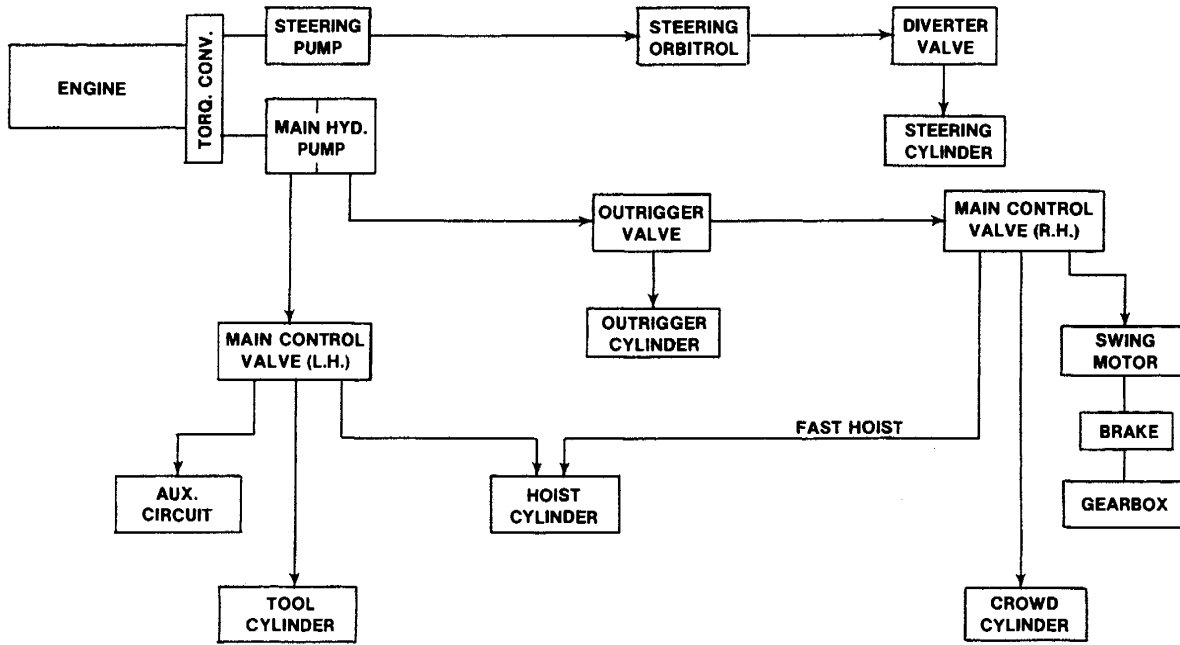 STEERING
PUMP
STEERING
ORBITROL
DIVERTER
VALVE
ENGINE
TORQ. CONV.
MAIN HYD.
PUMP
STEERING
CYLINDER
OUTRIGGER
VALVE
MAIN CONTROL
VALVE (R.H.)
MAIN CONTROL
VALVE (L.H.)
OUTRIGGER
CYLINDER
SWING
MOTOR
FAST HOIST
BRAKE
AUX.
CIRCUIT
HOIST
CYLINDER
GEARBOX
TOOL
CYLINDER
CROWD
CYLINDER